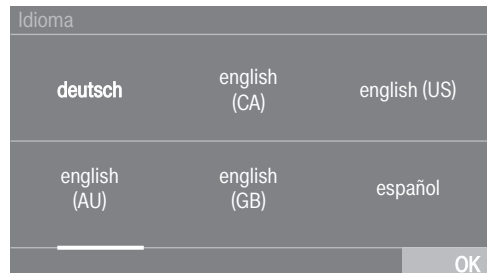 Idioma
deutsch
english
(CA)
english (US)
english
(AU)
english
(GB)
español
OK